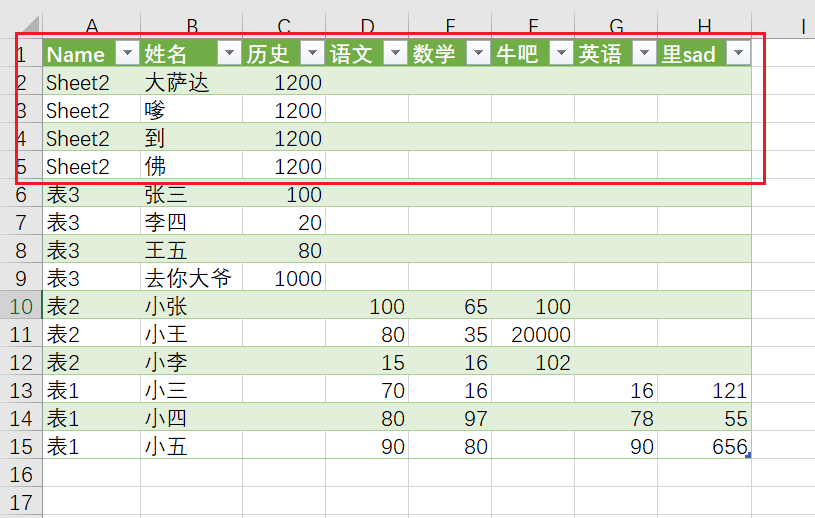 A B C D E F G H I
1 Name 姓名 历史 语文 数学 牛吧 英语 里sad
2 Sheet2 大萨达 1200
3 Sheet2 嗲 1200
4 Sheet2 到 1200
5 Sheet2 佛 1200
6 表3 张三 100
7 表3 李四 20
8 表3 王五 80
9 表3 去你大爷 1000
10 表2 小张 100 65 100
11 表2 小王 80 35 20000
12 表2 小李 15 16 102
13 表1 小三 70 16 16 121
14 表1 小四 80 97 78 55
15 表1 小五 90 80 90 656
16
17